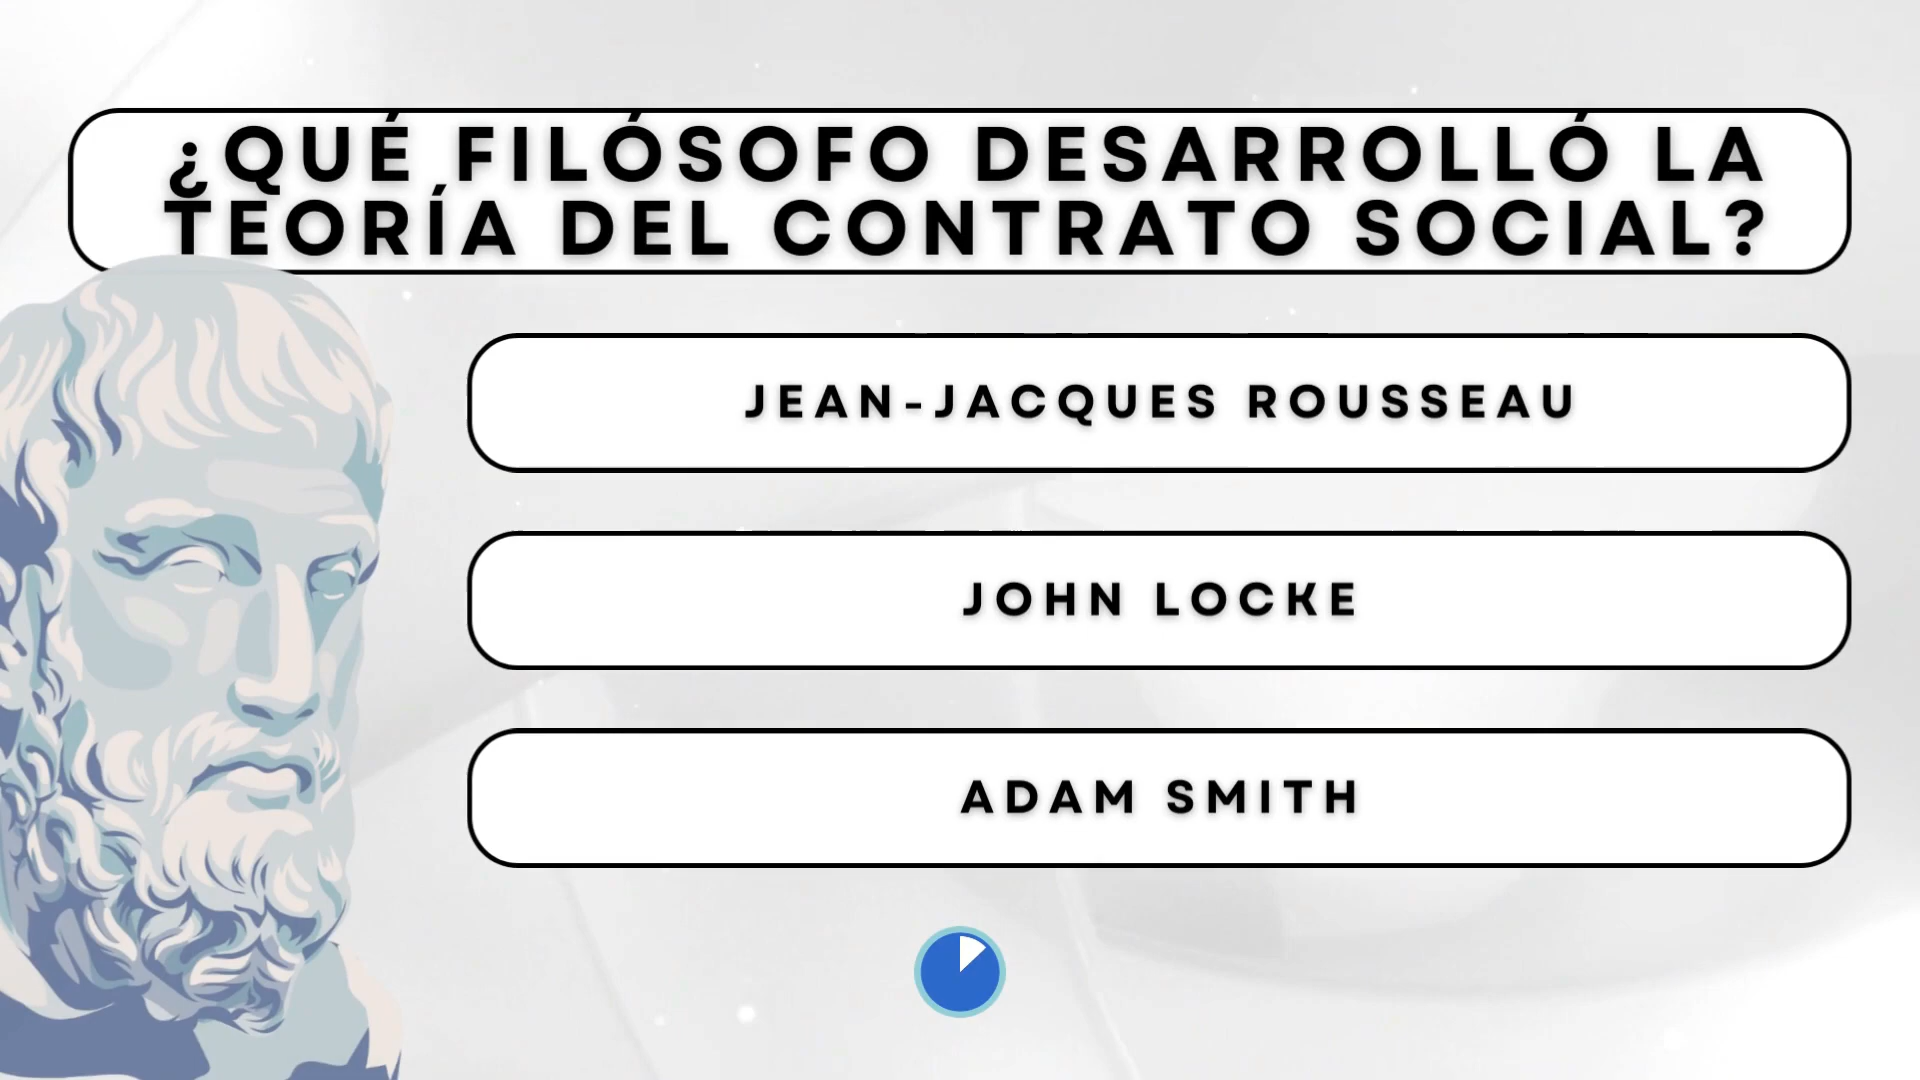 ¿QUÉ FILÓSOFO DESARROLLÓ LA
TEORÍA DEL CONTRATO SOCIAL?
JEAN-JACQUES ROUSSEAU
JOHN LOCKE
ADAM SMITH